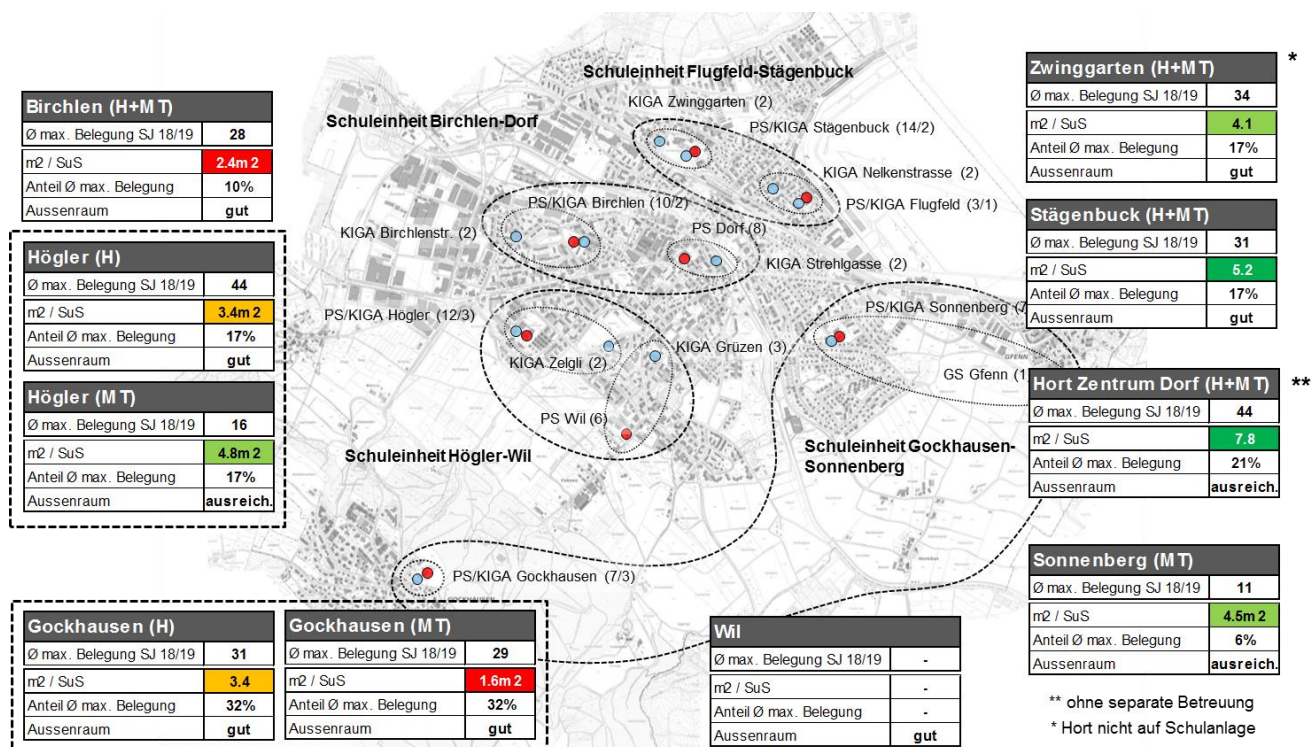 Birchlen (H+MT)
Ø max. Belegung SJ 18/19 28
m2 / SuS 2.4m 2
Anteil Ø max. Belegung 10%
Aussenraum gut
Högler (H)
Ø max. Belegung SJ 18/19 44
m2 / SuS 3.4m 2
Anteil Ø max. Belegung 17%
Aussenraum gut
Högler (MT)
Ø max. Belegung SJ 18/19 16
m2 / SuS 4.8m 2
Anteil Ø max. Belegung 17%
Aussenraum ausreich.
Gockhausen (H)
Ø max. Belegung SJ 18/19 31
m2 / SuS 3.4
Anteil Ø max. Belegung 32%
Aussenraum gut
Gockhausen (MT)
Ø max. Belegung SJ 18/19 29
m2 / SuS 1.6m 2
Anteil Ø max. Belegung 32%
Aussenraum gut
Schuleinheit Flugfeld-Stägenbuck
KIGA Zwinggarten (2)
Schuleinheit Birchlen-Dorf
PS/KIGA Stägenbuck (14/2)
KIGA Nelkenstrasse (2)
PS/KIGA Birchlen (10/2)
PS/KIGA Flugfeld (3/1)
KIGA Birchlenstr. (2)
PS Dorf (8)
KIGA Strehlgasse (2)
PS/KIGA Sonnenberg (7
PS/KIGA Högler (12/3)
KIGA Grüzen (3)
KIGA Zelgli (2)
GFENN
GS Gfenn (1
PS Wil (6)
Schuleinheit Högler-Wil
Schuleinheit Gockhausen-
Sonnenberg
PS/KIGA Gockhausen (7/3)
GOCKHAUSEN
Wil
Ø max. Belegung SJ 18/19 -
m2 / SuS -
Anteil Ø max. Belegung -
Aussenraum gut
Zwinggarten (H+MT) *
Ø max. Belegung SJ 18/19 34
m2 / SuS 4.1
Anteil Ø max. Belegung 17%
Aussenraum gut
Stägenbuck (H+MT)
Ø max. Belegung SJ 18/19 31
m2 / SuS 5.2
Anteil Ø max. Belegung 17%
Aussenraum gut
Hort Zentrum Dorf (H+MT) **
Ø max. Belegung SJ 18/19 44
m2 / SuS 7.8
Anteil Ø max. Belegung 21%
Aussenraum ausreich.
Sonnenberg (MT)
Ø max. Belegung SJ 18/19 11
m2 / SuS 4.5m 2
Anteil Ø max. Belegung 6%
Aussenraum ausreich.
** ohne separate Betreuung
* Hort nicht auf Schulanlage